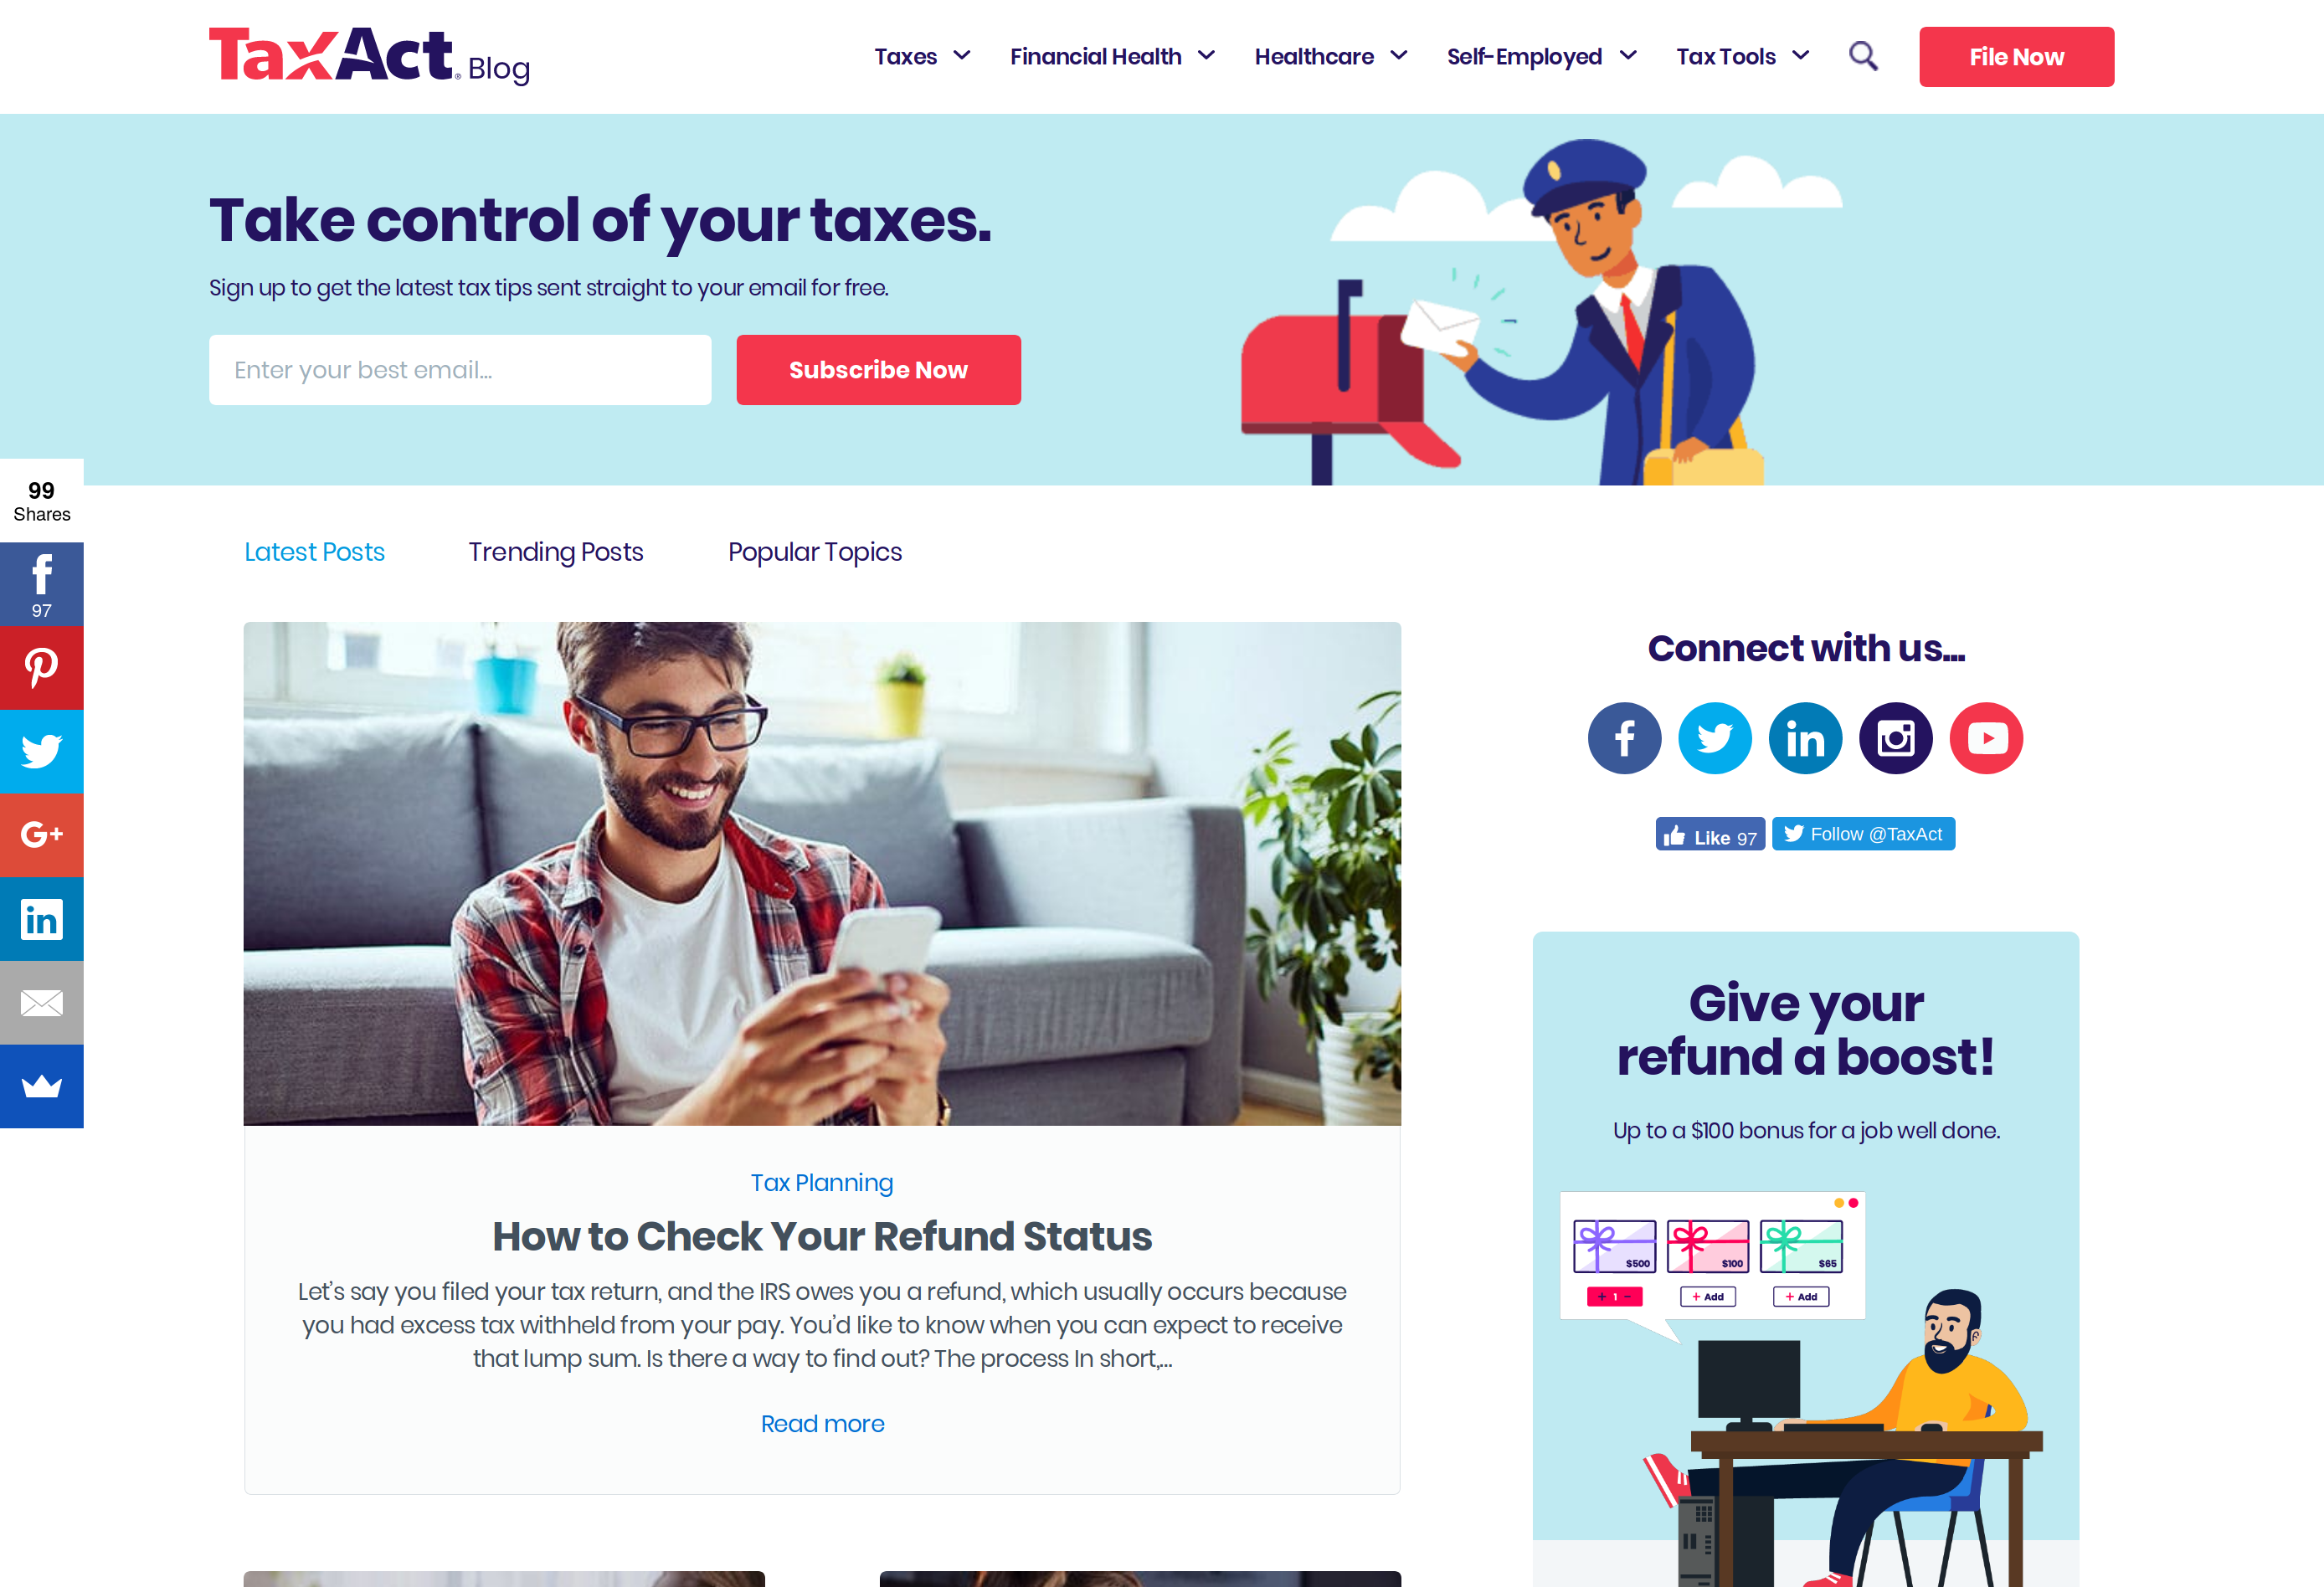 TaxAct® Blog
Taxes
Financial Health
Healthcare
Self-Employed
Tax Tools
File Now
Take control of your taxes.
Sign up to get the latest tax tips sent straight to your email for free.
Enter your best email...
Subscribe Now
99
Shares
97
Latest Posts
Trending Posts
Popular Topics
Connect with us...
Like 97
Follow @TaxAct
Tax Planning
How to Check Your Refund Status
Let’s say you filed your tax return, and the IRS owes you a refund, which usually occurs because
you had excess tax withheld from your pay. You’d like to know when you can expect to receive
that lump sum. Is there a way to find out? The process In short,...
Read more
Give your
refund a boost!
Up to a $100 bonus for a job well done.
$500
$100
$65
+ 1 −
+ Add
+ Add